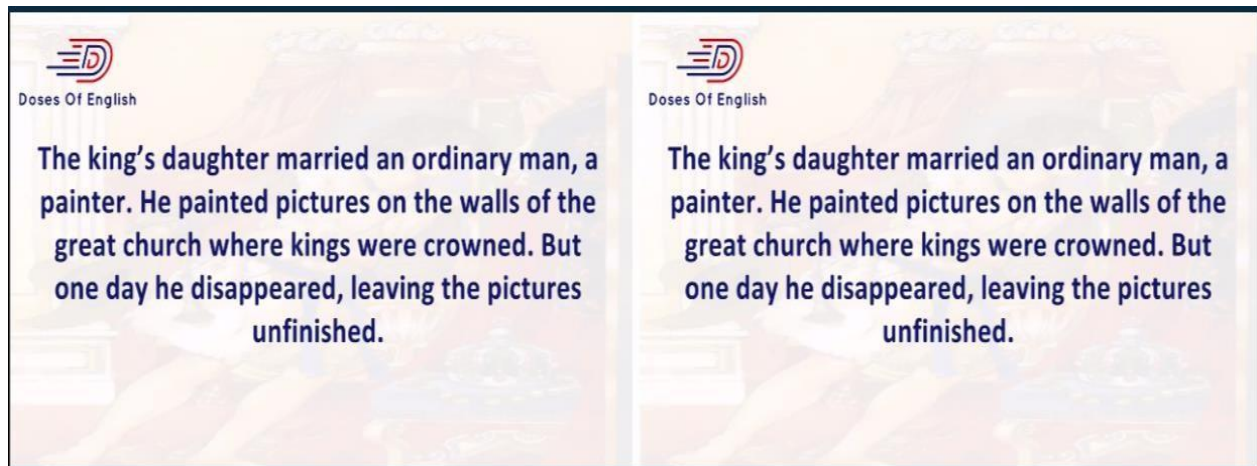 Doses Of English
The king's daughter married an ordinary man, a
painter. He painted pictures on the walls of the
great church where kings were crowned. But
one day he disappeared, leaving the pictures
unfinished.
Doses Of English
The king's daughter married an ordinary man, a
painter. He painted pictures on the walls of the
great church where kings were crowned. But
one day he disappeared, leaving the pictures
unfinished.